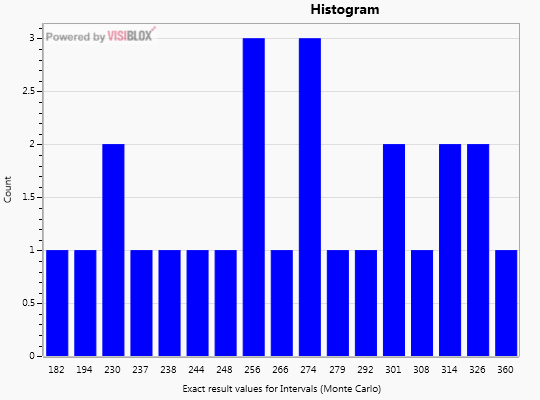 Histogram
Powered by VISIBLOX
3
2.5
2
1.5
1
0.5
0
Count
182 194 230 237 238 244 248 256 266 274 279 292 301 308 314 326 360
Exact result values for Intervals (Monte Carlo)